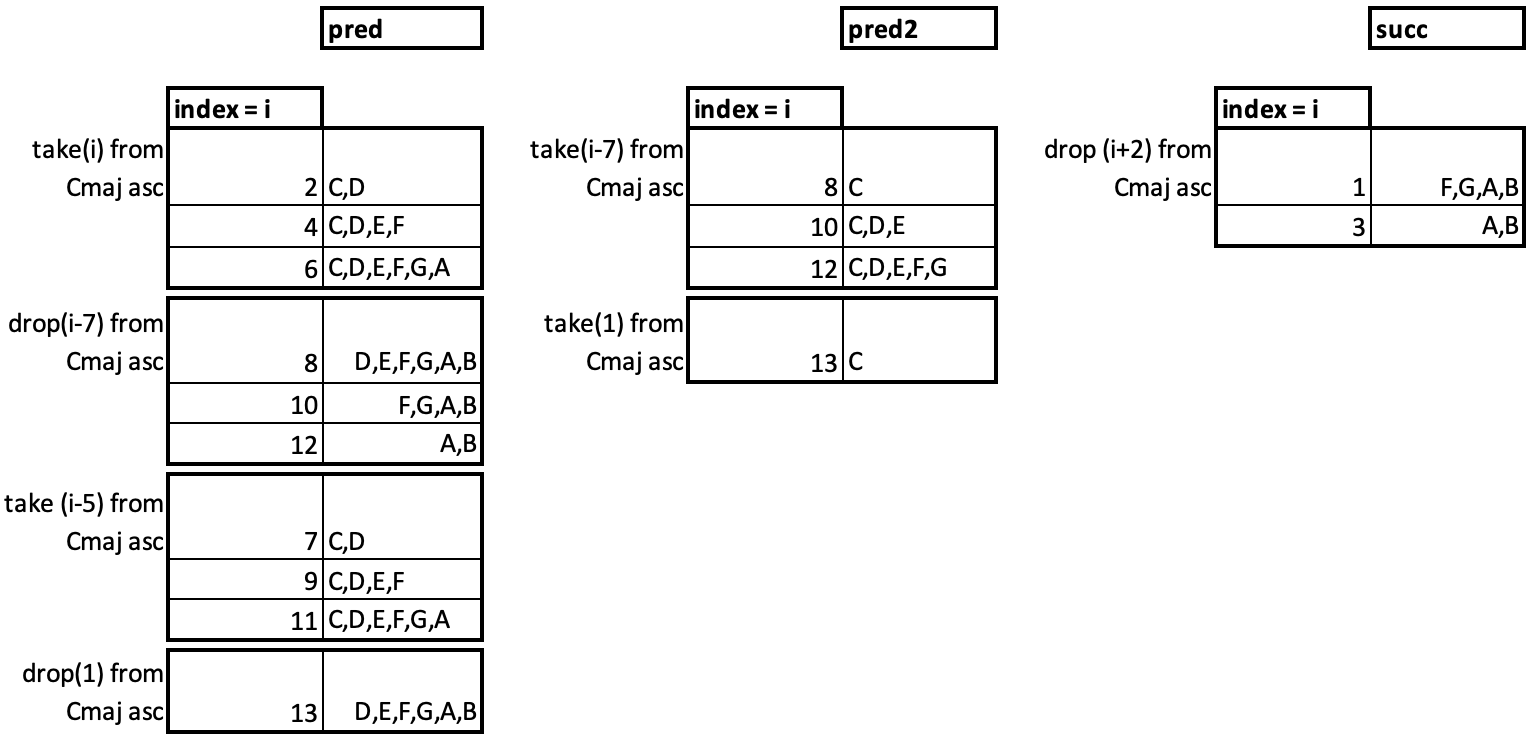 pred
index = i
take(i) from
Cmaj asc
2 C,D
4 C,D,E,F
6 C,D,E,F,G,A
drop(i-7) from
Cmaj asc
8 D,E,F,G,A,B
10 F,G,A,B
12 A,B
take (i-5) from
Cmaj asc
7 C,D
9 C,D,E,F
11 C,D,E,F,G,A
drop(1) from
Cmaj asc
13 D,E,F,G,A,B
pred2
index = i
take(i-7) from
Cmaj asc
8 C
10 C,D,E
12 C,D,E,F,G
take(1) from
Cmaj asc
13 C
succ
index = i
drop (i+2) from
Cmaj asc
1 F,G,A,B
3 A,B